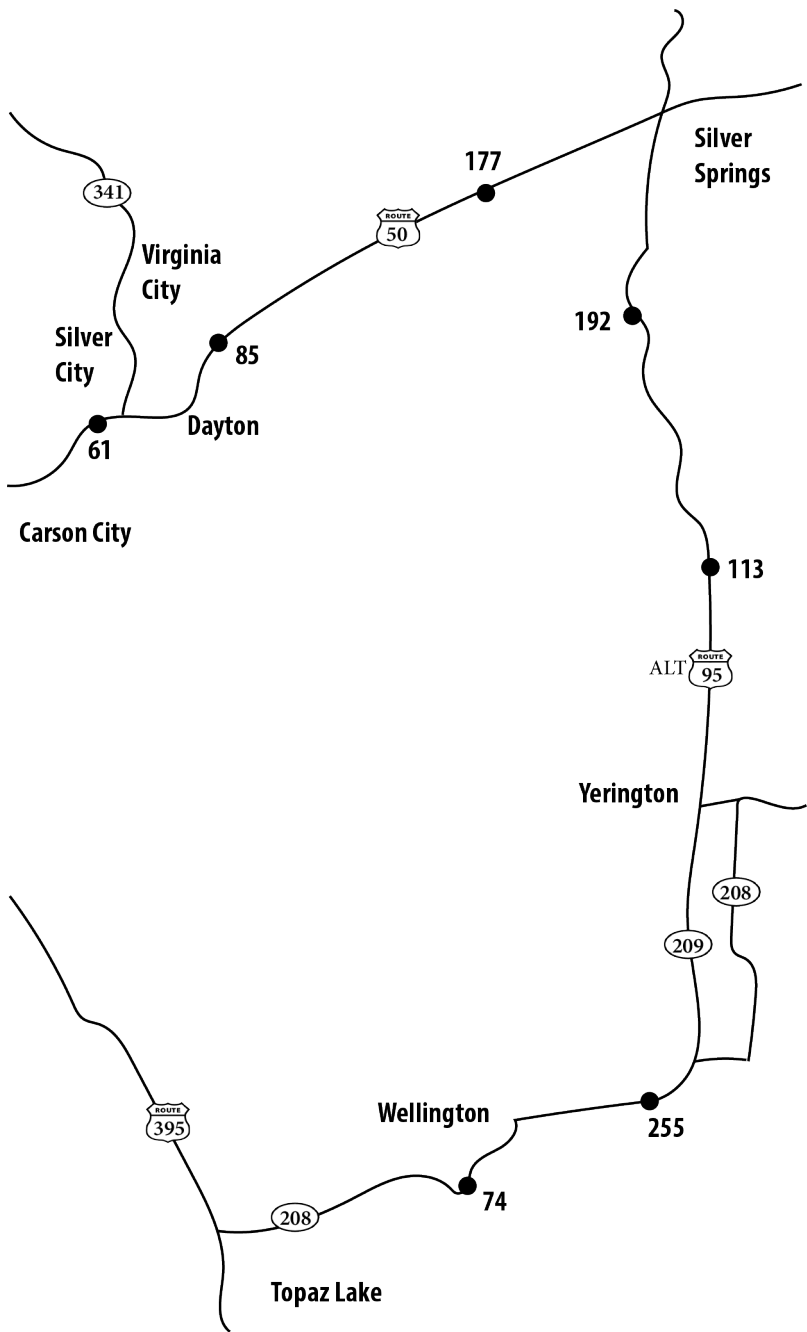 Silver
Springs
177
341
ROUTE
50
Virginia
City
192
Silver
City
85
Dayton
61
Carson City
113
ALT
ROUTE
95
Yerington
208
209
Wellington
255
ROUTE
395
74
208
Topaz Lake